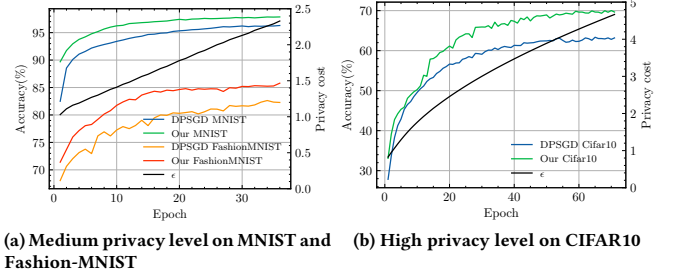 95
90
85
80
75
70
Accuracy(%)
2.5
2.0
1.5
1.0
0.5
0.0
Privacy cost
DPSGD MNIST
Our MNIST
DPSGD FashionMNIST
Our FashionMNIST
ϵ
0 10 20 30
Epoch
70
60
50
40
30
Accuracy(%)
5
4
3
2
1
0
Privacy cost
DPSGD Cifar10
Our Cifar10
ϵ
0 20 40 60
Epoch
(a) Medium privacy level on MNIST and
Fashion-MNIST
(b) High privacy level on CIFAR10